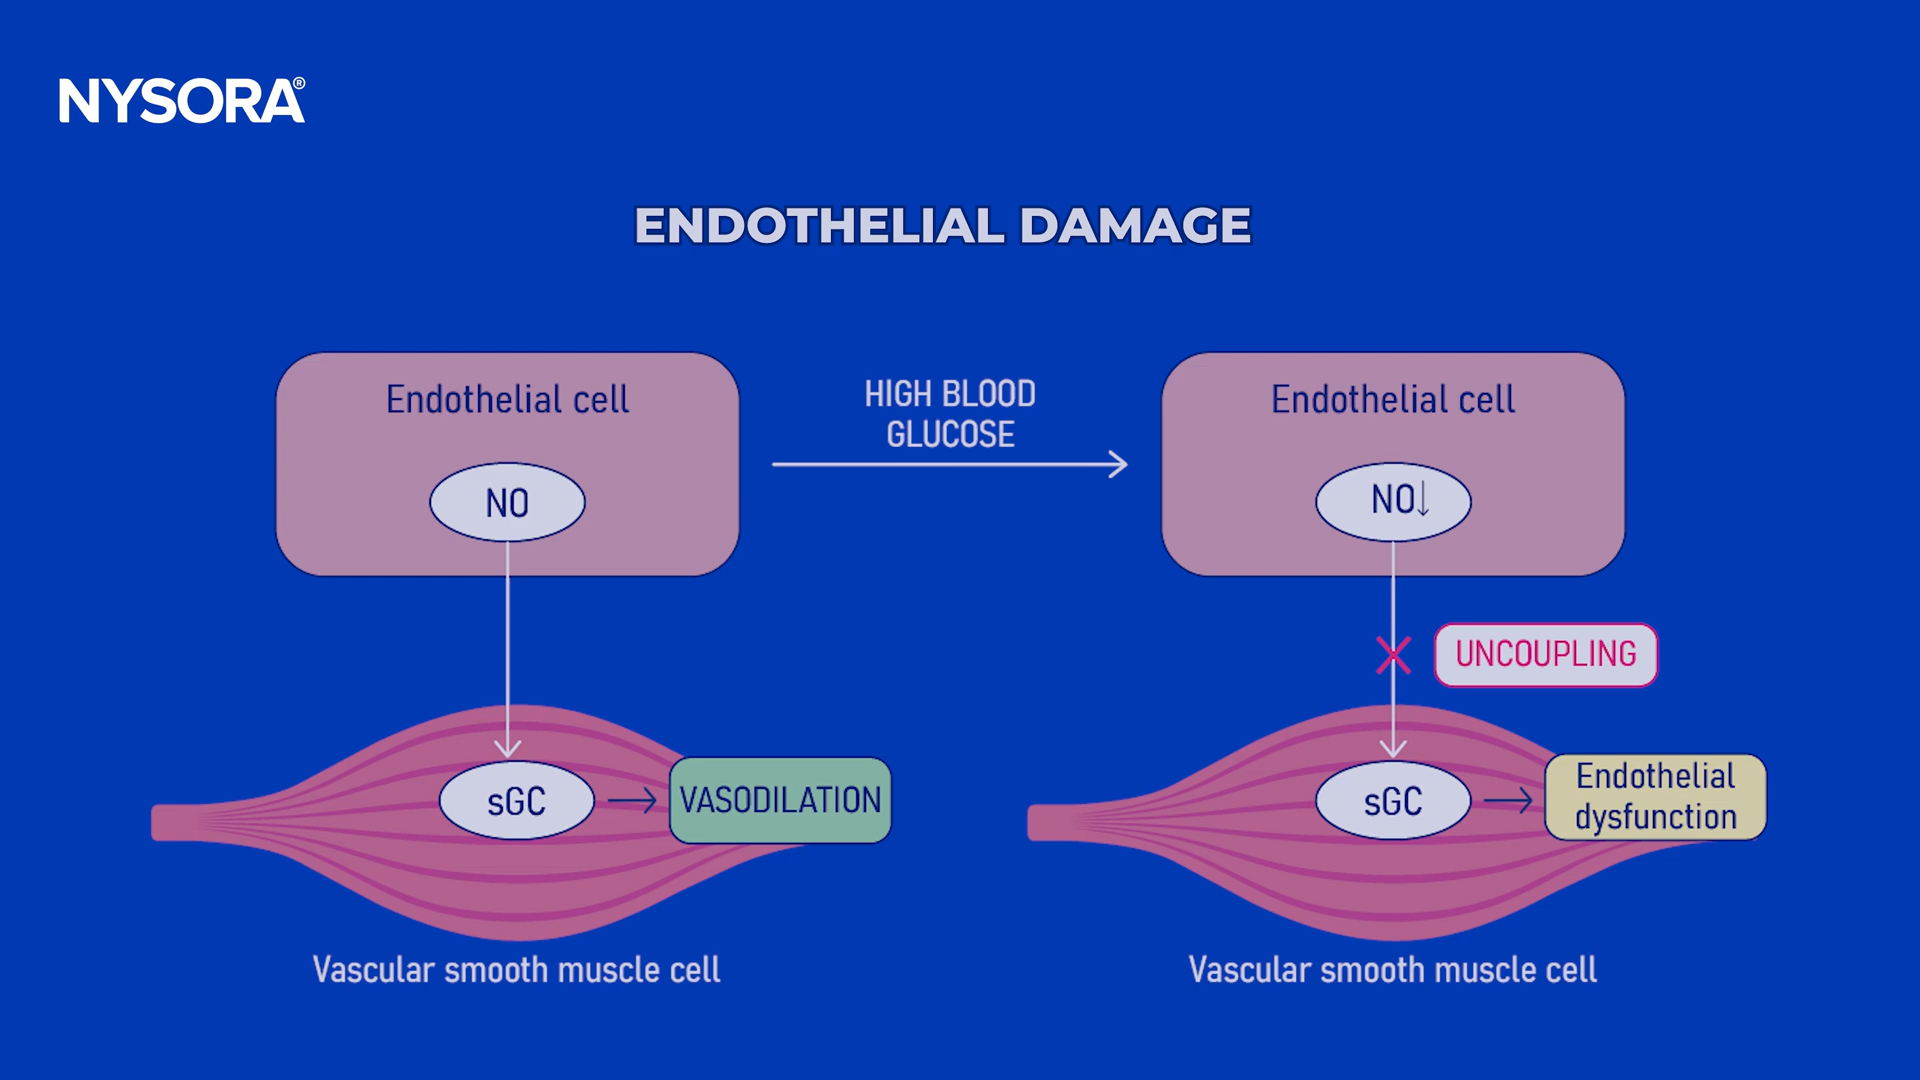 NYSORA®
ENDOTHELIAL DAMAGE
Endothelial cell
NO
HIGH BLOOD
GLUCOSE
Endothelial cell
NO↓
UNCOUPLING
sGC
VASODILATION
sGC
Endothelial
dysfunction
Vascular smooth muscle cell
Vascular smooth muscle cell